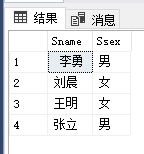 结果 消息
Sname Ssex
1 李勇 男
2 刘晨 女
3 王明 女
4 张立 男